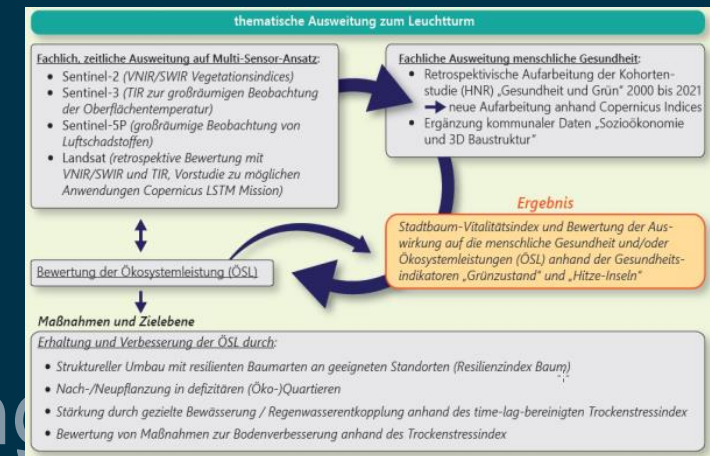 thematische Ausweitung zum Leuchtturm
Fachlich, zeitliche Ausweitung auf Multi-Sensor-Ansatz:
• Sentinel-2 (VNIR/SWIR Vegetationsindices)
• Sentinel-3 (TIR zur großräumigen Beobachtung
der Oberflächentemperatur)
• Sentinel-5P (großräumige Beobachtung von
Luftschadstoffen)
• Landsat (retrospektive Bewertung mit
VNIR/SWIR und TIR, Vorstudie zu möglichen
Anwendungen Copernicus LSTM Mission)
Fachliche Ausweitung menschliche Gesundheit:
• Retrospektivische Aufarbeitung der Kohorten-
studie (HNR) „Gesundheit und Grün" 2000 bis 2021
neue Aufarbeitung anhand Copernicus Indices
• Ergänzung kommunaler Daten „Sozioökonomie
und 3D Baustruktur"
Ergebnis
Stadtbaum-Vitalitätsindex und Bewertung der Aus-
wirkung auf die menschliche Gesundheit und/oder
Ökosystemleistungen (ÖSL) anhand der Gesundheits-
indikatoren „Grünzustand" und „Hitze-Inseln"
Bewertung der Ökosystemleistung (ÖSL)
Maßnahmen und Zielebene
Erhaltung und Verbesserung der ÖSL durch:
• Struktureller Umbau mit resilienten Baumarten an geeigneten Standorten (Resilienzindex Baum)
• Nach-/Neupflanzung in defizitären (Öko-)Quartieren
• Stärkung durch gezielte Bewässerung / Regenwasserentkopplung anhand des time-lag-bereinigten Trockenstressindex
• Bewertung von Maßnahmen zur Bodenverbesserung anhand des Trockenstressindex